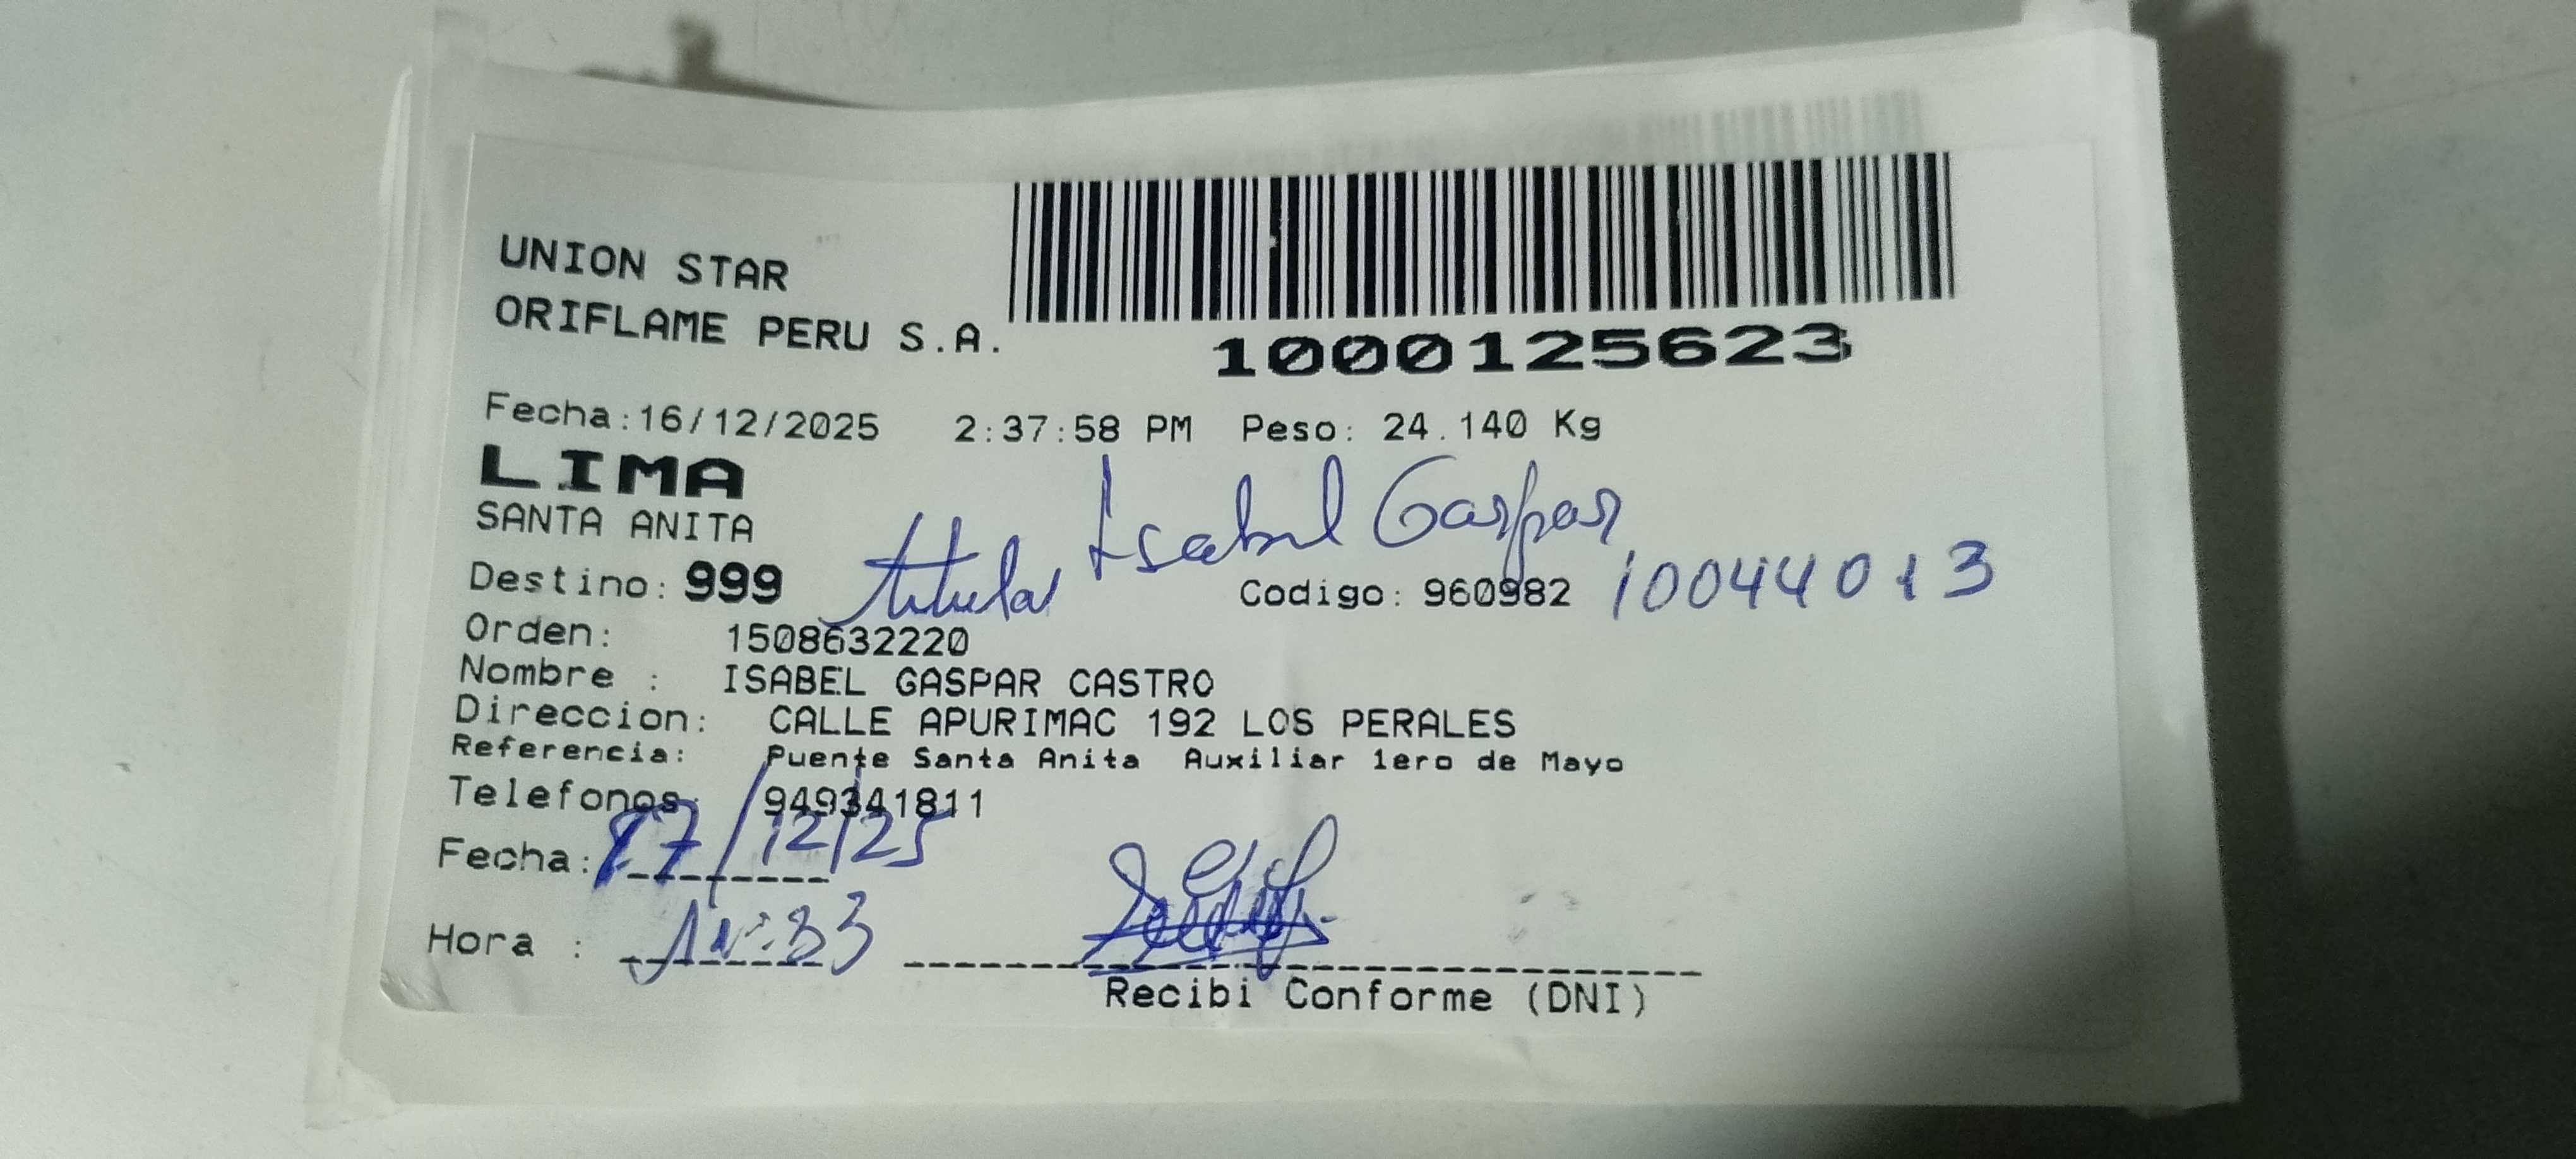 UNION STAR
ORIFLAME PERU S.A.
1000125623
Fecha:16/12/2025 2:37:58 PM Peso: 24.140 Kg
LIMA
SANTA ANITA
titular Isabel Gaspar
Destino: 999 Codigo: 960982 10044013
Orden: 1508632220
Nombre : ISABEL GASPAR CASTRO
Direccion: CALLE APURIMAC 192 LOS PERALES
Referencia: Puente Santa Anita Auxiliar 1ero de Mayo
Telefonos: 949341811
Fecha: 17/12/25
Hora :
Recibi Conforme (DNI)